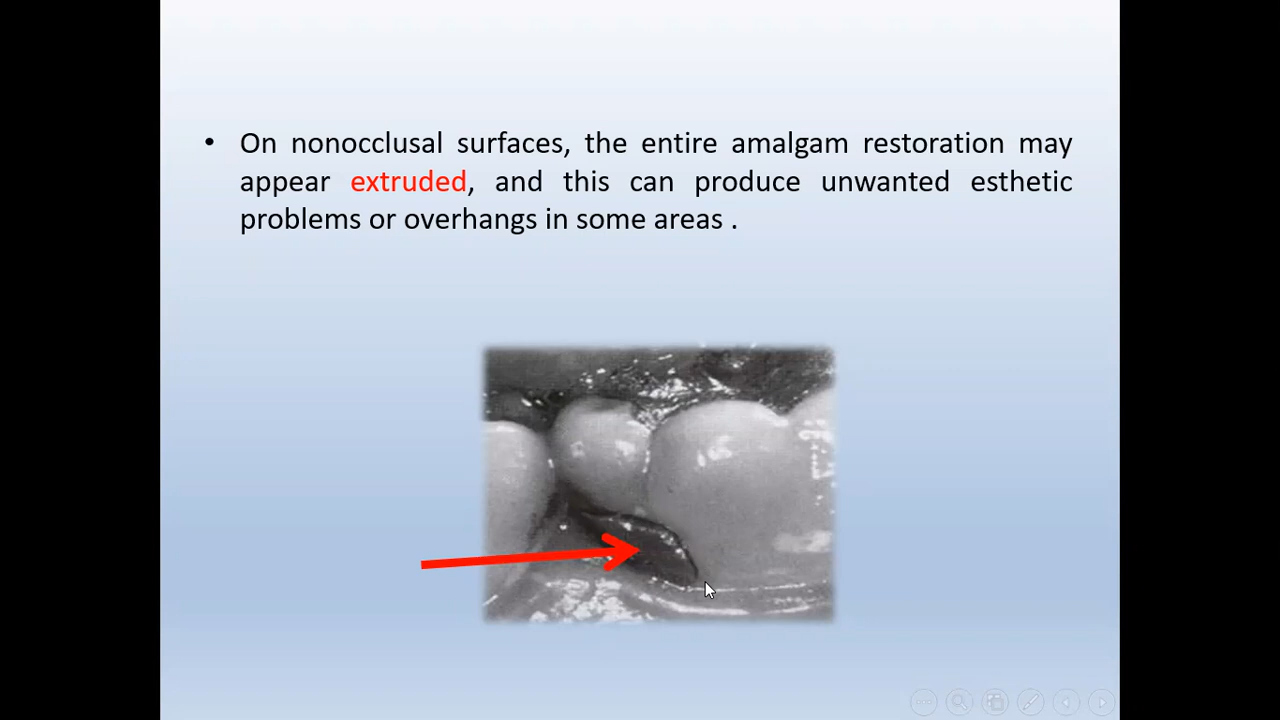 • On nonocclusal surfaces, the entire amalgam restoration may
appear extruded, and this can produce unwanted esthetic
problems or overhangs in some areas .